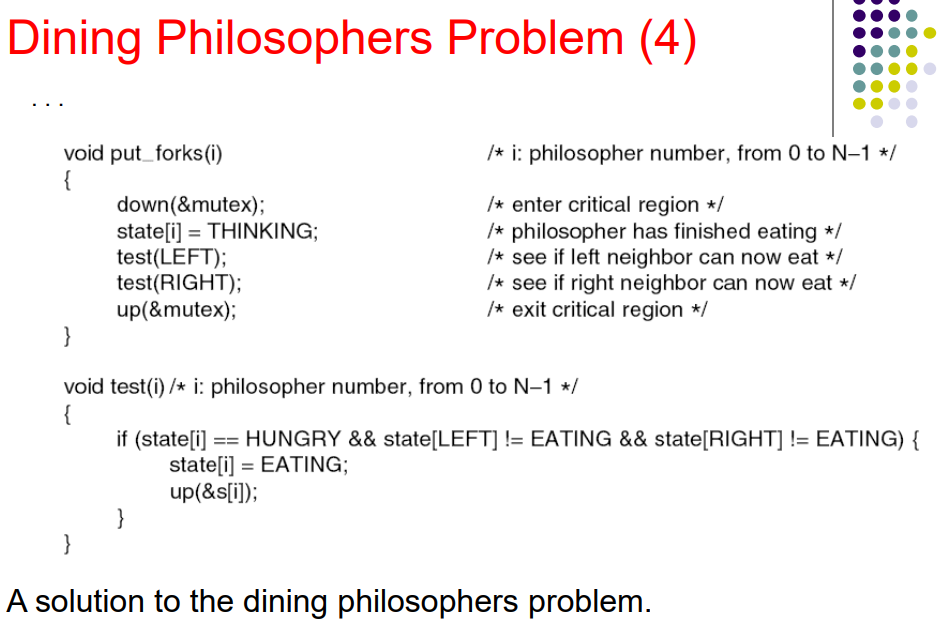 Dining Philosophers Problem (4)
. . .
void put_forks(i) /* i: philosopher number, from 0 to N–1 */
{
down(&mutex); /* enter critical region */
state[i] = THINKING; /* philosopher has finished eating */
test(LEFT); /* see if left neighbor can now eat */
test(RIGHT); /* see if right neighbor can now eat */
up(&mutex); /* exit critical region */
}
void test(i) /* i: philosopher number, from 0 to N–1 */
{
if (state[i] == HUNGRY && state[LEFT] != EATING && state[RIGHT] != EATING) {
state[i] = EATING;
up(&s[i]);
}
}
A solution to the dining philosophers problem.